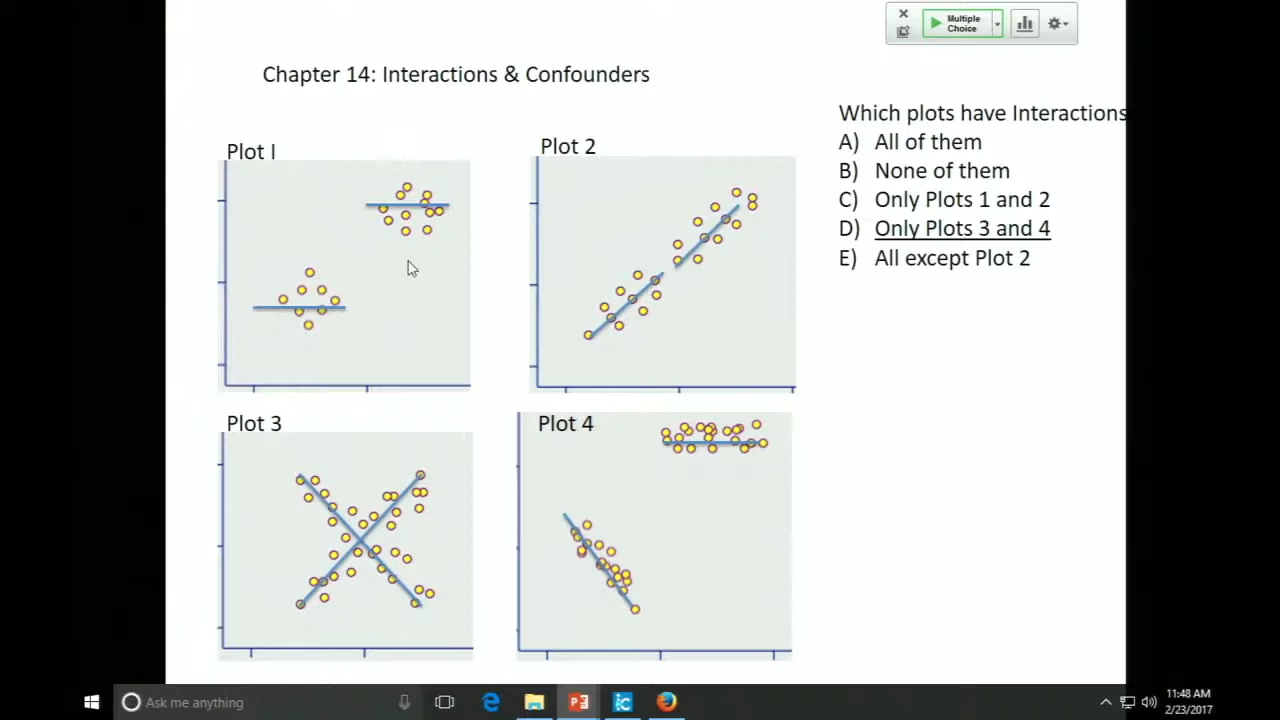 Multiple
Choice
Chapter 14: Interactions & Confounders
Which plots have Interactions
A) All of them
B) None of them
C) Only Plots 1 and 2
D) Only Plots 3 and 4
E) All except Plot 2
Plot I
Plot 2
Plot 3
Plot 4
Ask me anything
11:48 AM
2/23/2017